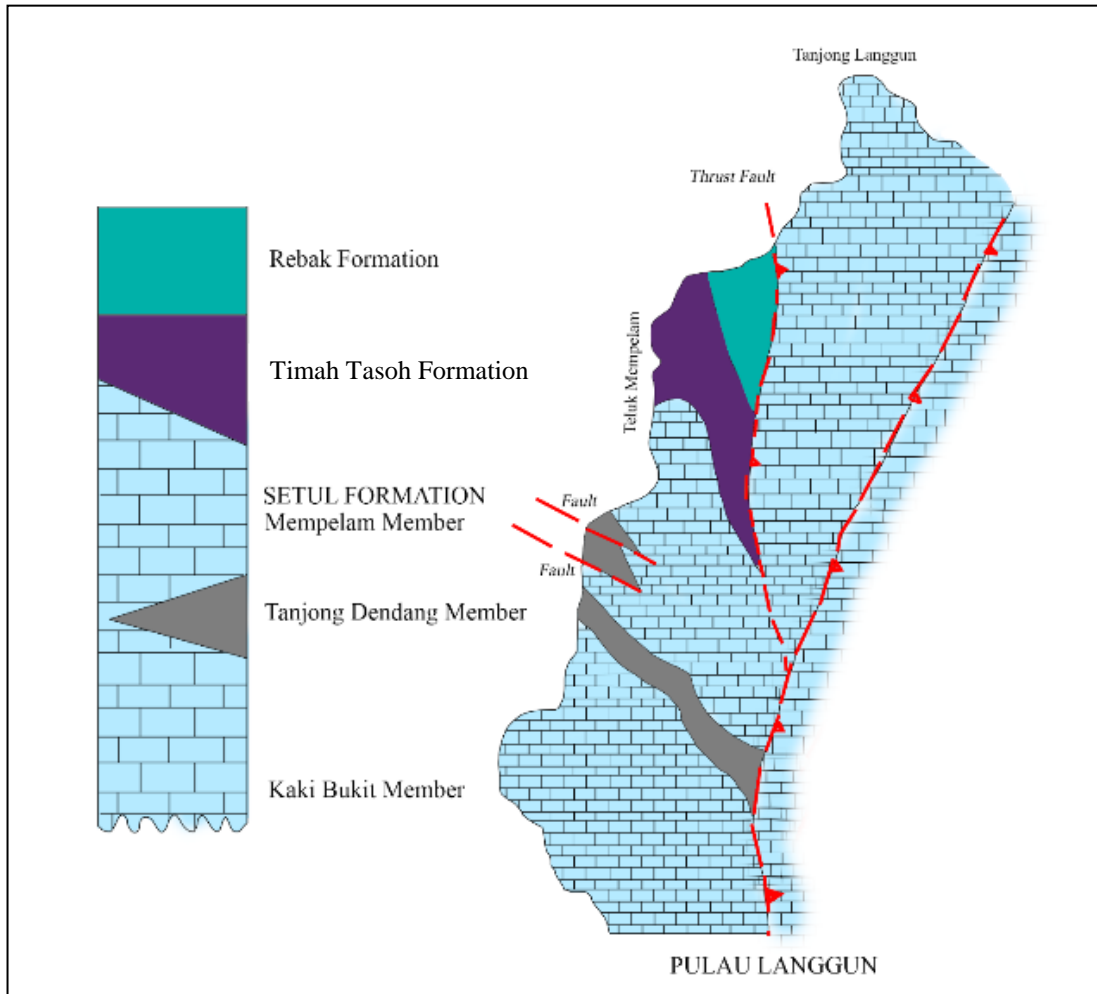 Tanjong Langgun
Thrust Fault
Rebak Formation
Timah Tasoh Formation
Teluk Mempelam
SETUL FORMATION
Mempelam Member
Fault
Fault
Tanjong Dendang Member
Kaki Bukit Member
PULAU LANGGUN